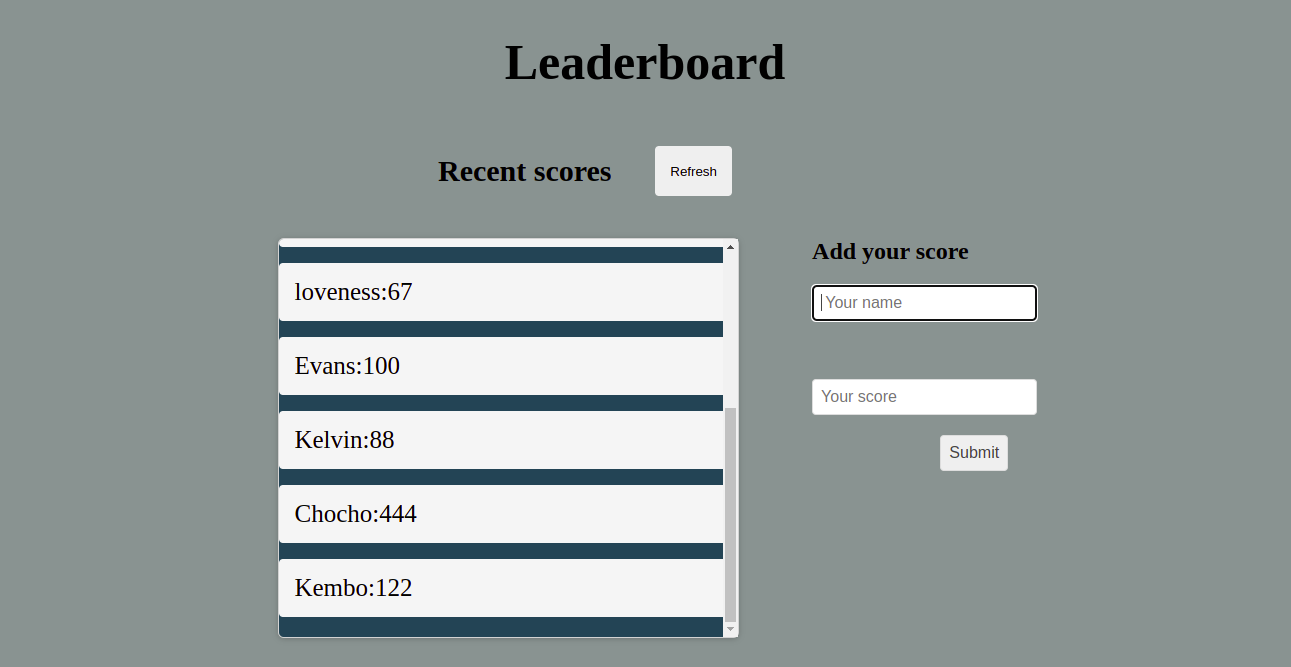 Leaderboard
Recent scores
Refresh
loveness:67
Evans:100
Kelvin:88
Chocho:444
Kembo:122
Add your score
Your name
Your score
Submit